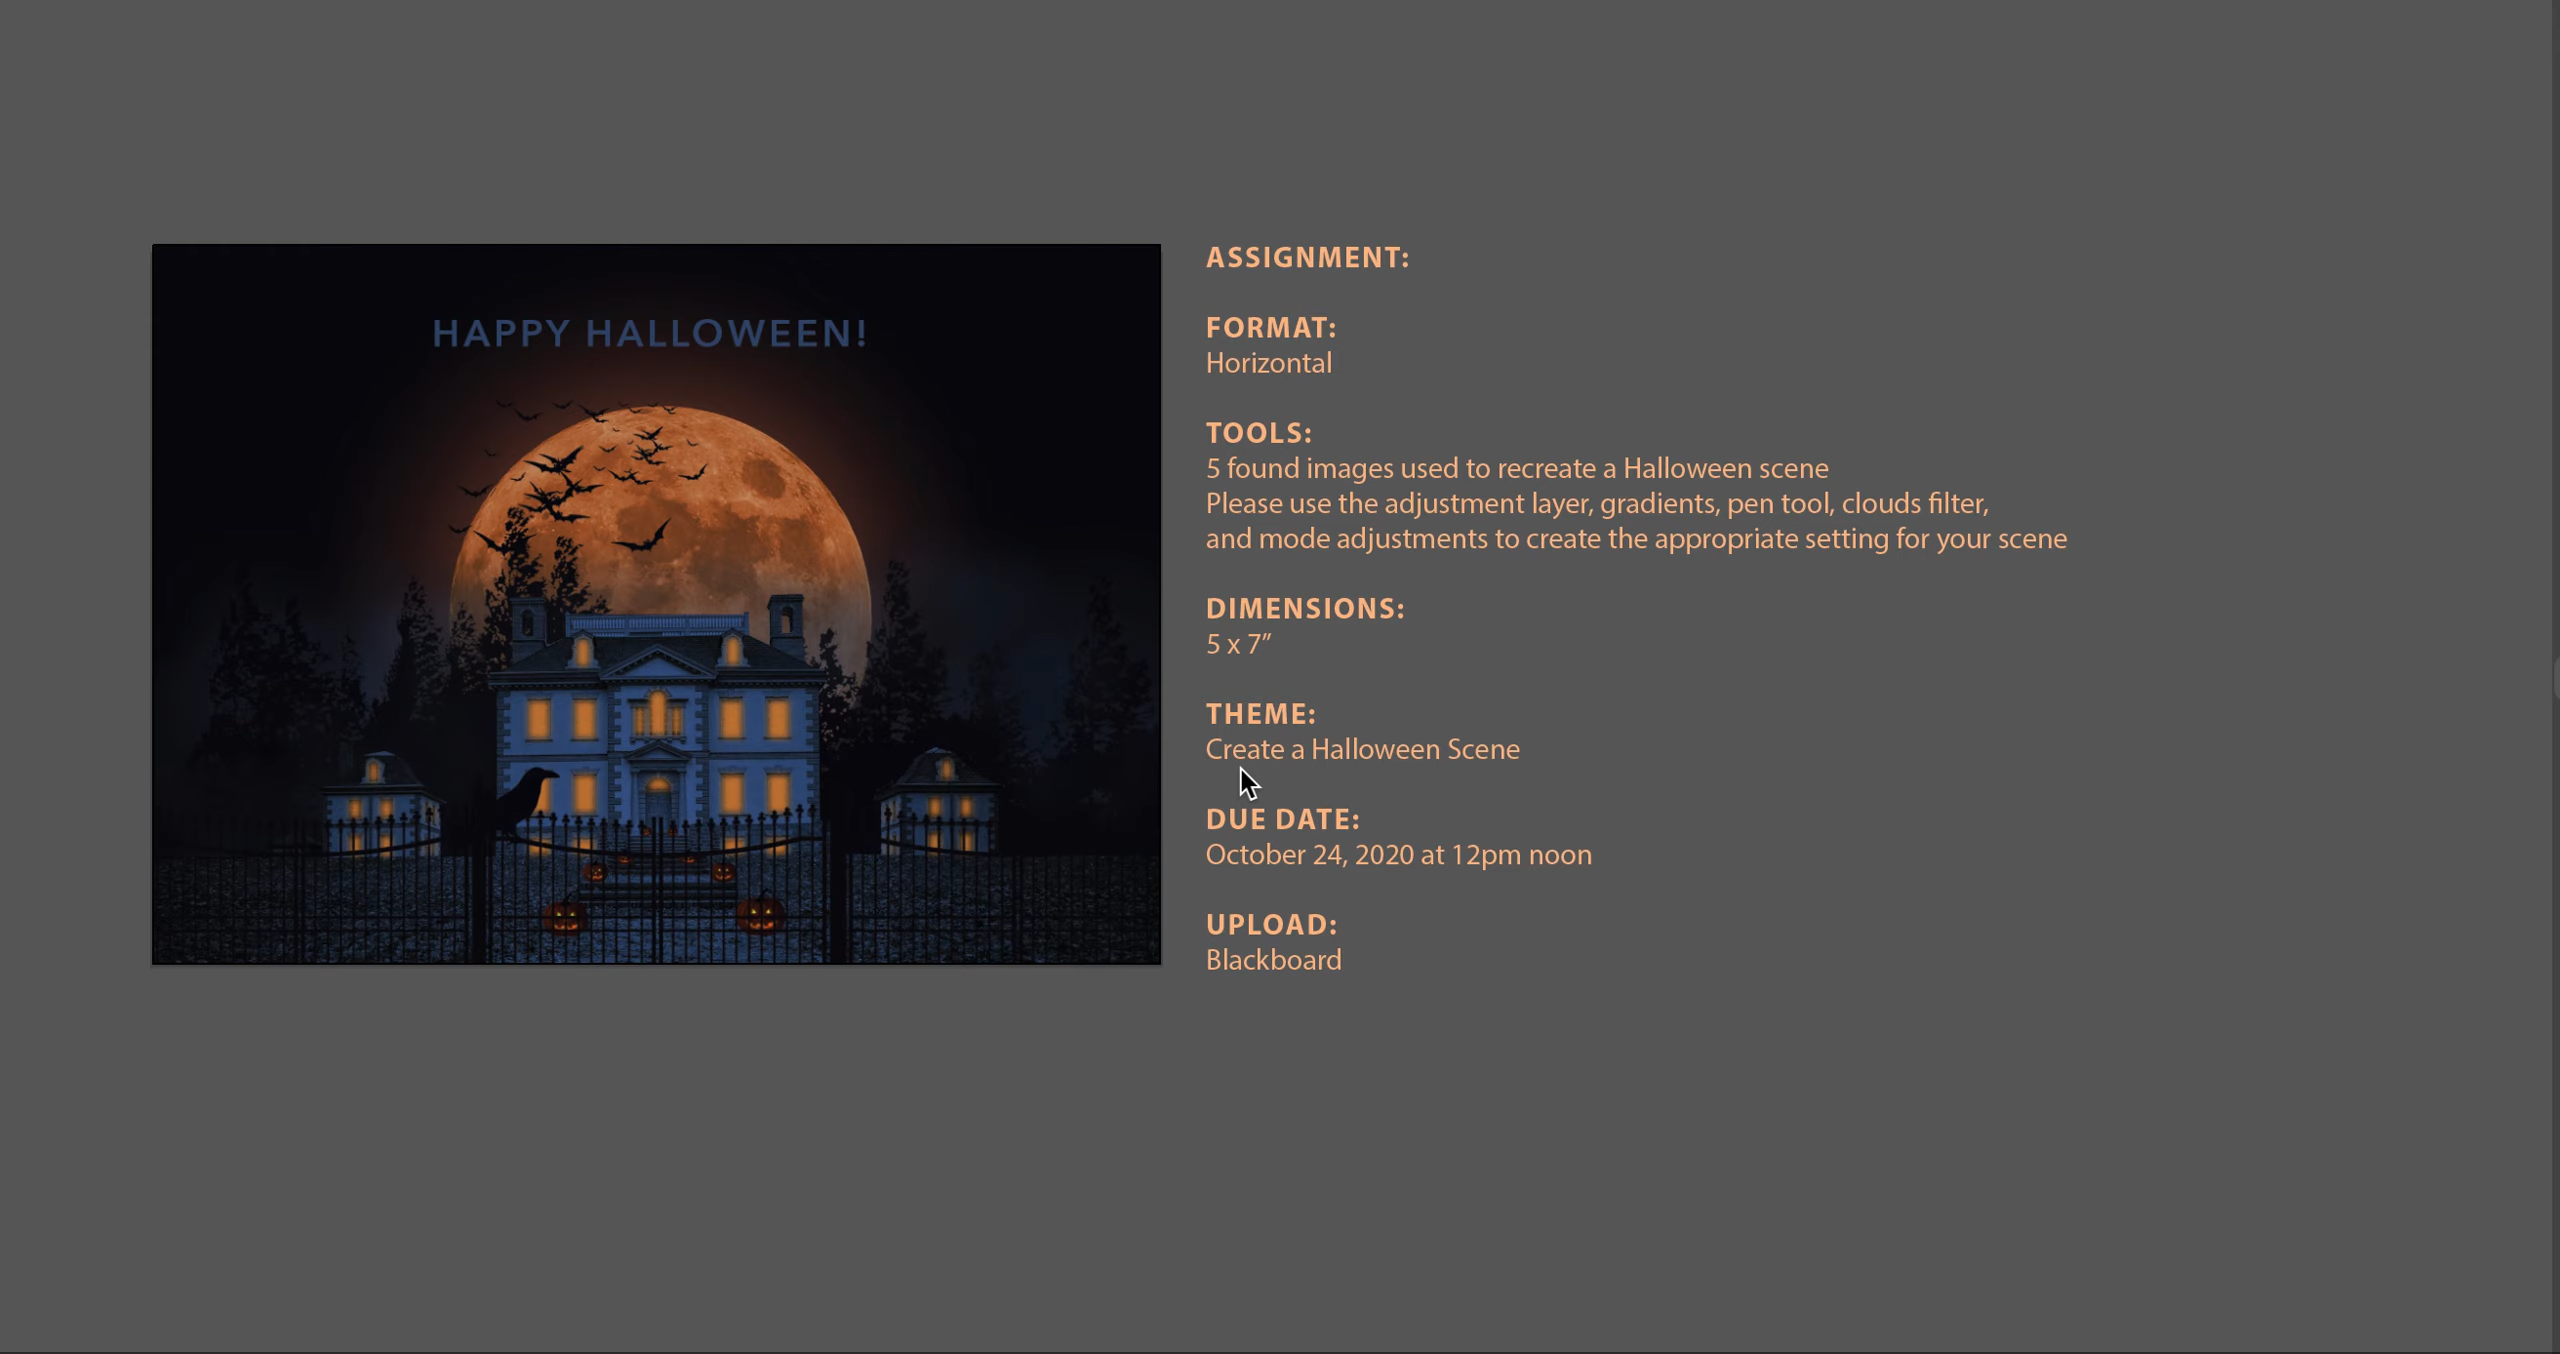 HAPPY HALLOWEEN!
ASSIGNMENT:
FORMAT:
Horizontal
TOOLS:
5 found images used to recreate a Halloween scene
Please use the adjustment layer, gradients, pen tool, clouds filter,
and mode adjustments to create the appropriate setting for your scene
DIMENSIONS:
5 x 7”
THEME:
Create a Halloween Scene
DUE DATE:
October 24, 2020 at 12pm noon
UPLOAD:
Blackboard